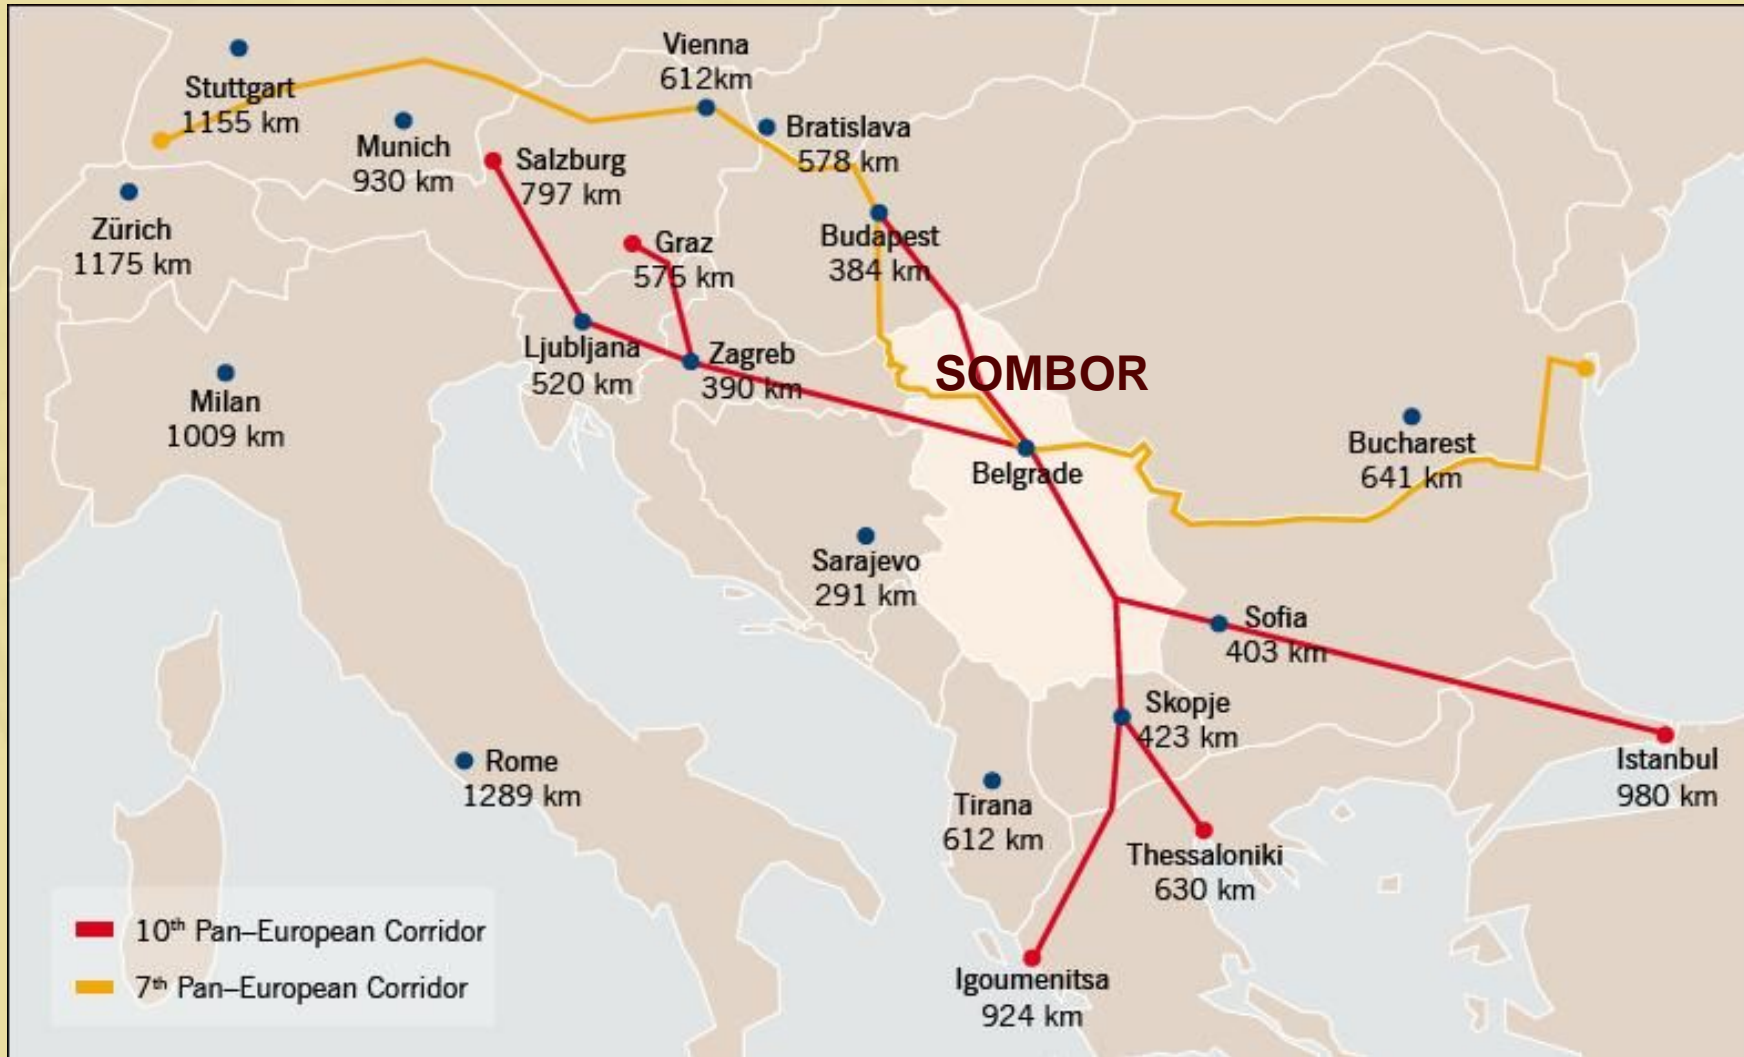 Vienna
612km
Stuttgart
1155 km
Munich
930 km
Bratislava
578 km
Salzburg
797 km
Zürich
1175 km
Graz
575 km
Budapest
384 km
Ljubljana
520 km
Zagreb
390 km
SOMBOR
Milan
1009 km
Belgrade
Bucharest
641 km
Sarajevo
291 km
Sofia
403 km
Skopje
423 km
Istanbul
980 km
Rome
1289 km
Tirana
612 km
Thessaloniki
630 km
Igoumenitsa
924 km
10th Pan–European Corridor
7th Pan–European Corridor